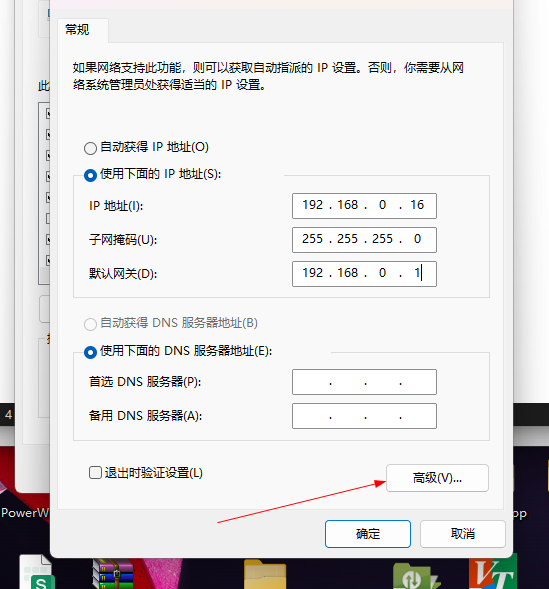 常规
如果网络支持此功能，则可以获取自动指派的 IP 设置。否则，你需要从网
络系统管理员处获得适当的 IP 设置。
此
自动获得 IP 地址(O)
使用下面的 IP 地址(S):
IP 地址(I): 192 . 168 . 0 . 16
子网掩码(U): 255 . 255 . 255 . 0
默认网关(D): 192 . 168 . 0 . 1
自动获得 DNS 服务器地址(B)
使用下面的 DNS 服务器地址(E):
首选 DNS 服务器(P): . . .
备用 DNS 服务器(A): . . .
4
退出时验证设置(L)
高级(V)...
PowerW
op
确定
取消
S
VT